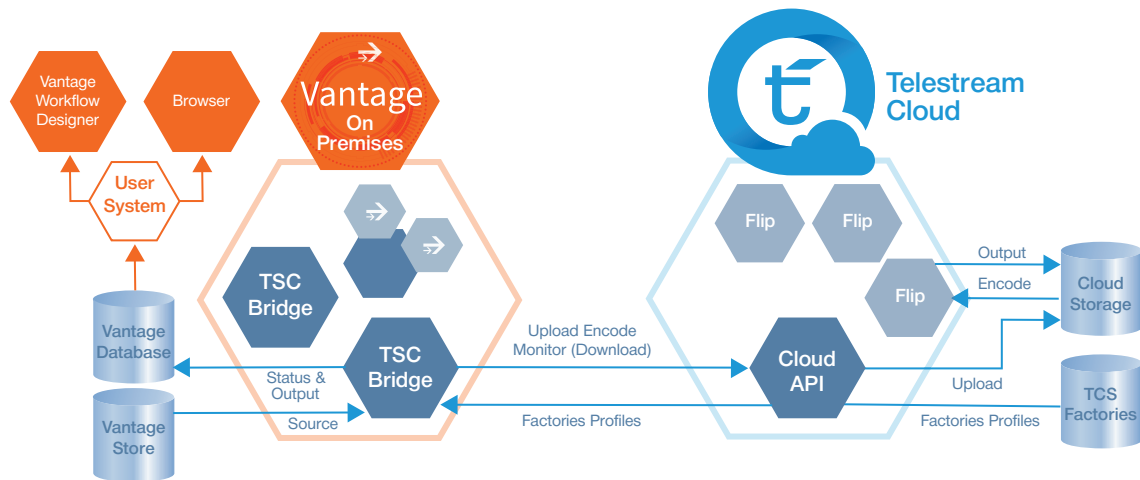 Vantage
Workflow
Designer
Browser
Vantage
On
Premises
Telestream
Cloud
User
System
Flip
Flip
Flip
TSC
Bridge
Output
Encode
Cloud
Storage
Vantage
Database
TSC
Bridge
Upload Encode
Monitor (Download)
Cloud
API
Status &
Output
Upload
Vantage
Store
Source
Factories Profiles
Factories Profiles
TCS
Factories